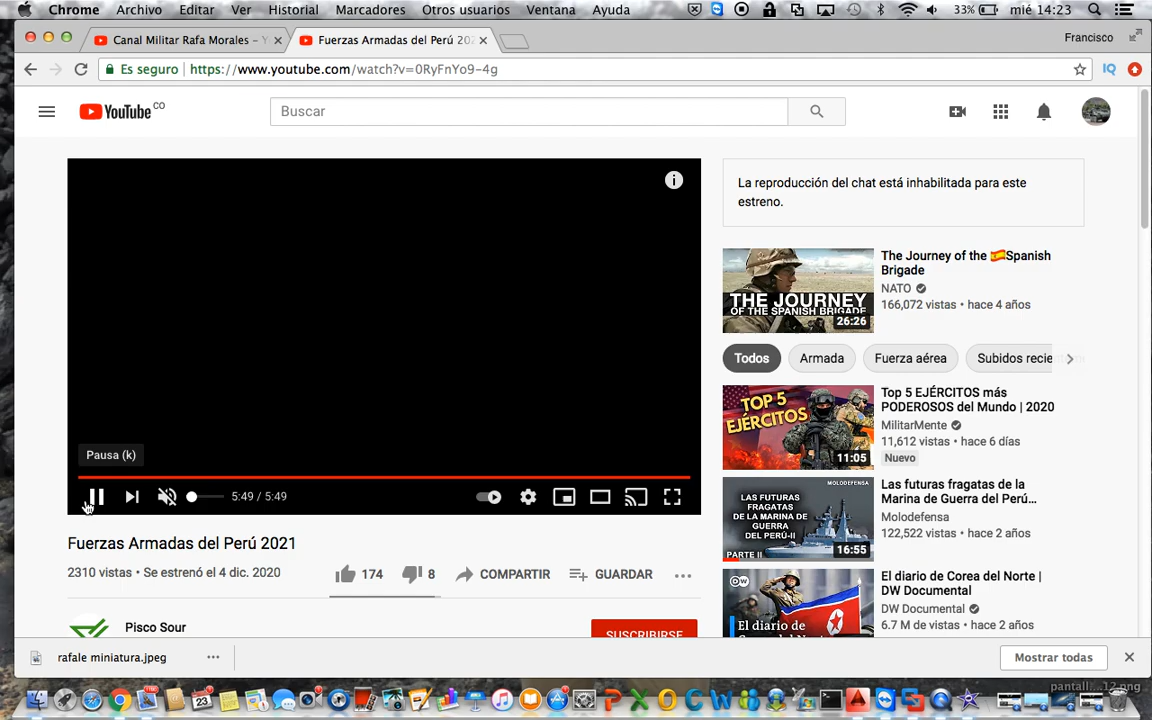 Chrome Archivo Editar Ver Historial Marcadores Otros usuarios Ventana Ayuda 33% mié 14:23
Canal Militar Rafa Morales – Y
Fuerzas Armadas del Perú 202
Francisco
Es seguro https://www.youtube.com/watch?v=0RyFnYo9-4g
IQ
YouTube CO
Buscar
La reproducción del chat está inhabilitada para este
estreno.
THE JOURNEY
OF THE SPANISH BRIGADE
26:26
The Journey of the Spanish
Brigade
NATO
166,072 vistas • hace 4 años
Todos Armada Fuerza aérea Subidos recie
TOP 5
EJÉRCITOS
11:05
Top 5 EJÉRCITOS más
PODEROSOS del Mundo | 2020
MilitarMente
11,612 vistas • hace 6 días
Nuevo
Pausa (k)
5:49 / 5:49
MOLODEFENSA
LAS FUTURAS
FRAGATAS
DE LA MARINA DE
GUERRA
DEL PERÚ-II
PARTE II
16:55
Las futuras fragatas de la
Marina de Guerra del Perú...
Molodefensa
122,522 vistas • hace 2 años
Fuerzas Armadas del Perú 2021
2310 vistas • Se estrenó el 4 dic. 2020
174 8 COMPARTIR GUARDAR
DW
El diario de
El diario de Corea del Norte |
DW Documental
DW Documental
6.7 M de vistas • hace 2 años
Pisco Sour
SUSCRIBIRSE
rafale miniatura.jpeg
Mostrar todas
pantall...12.png
23